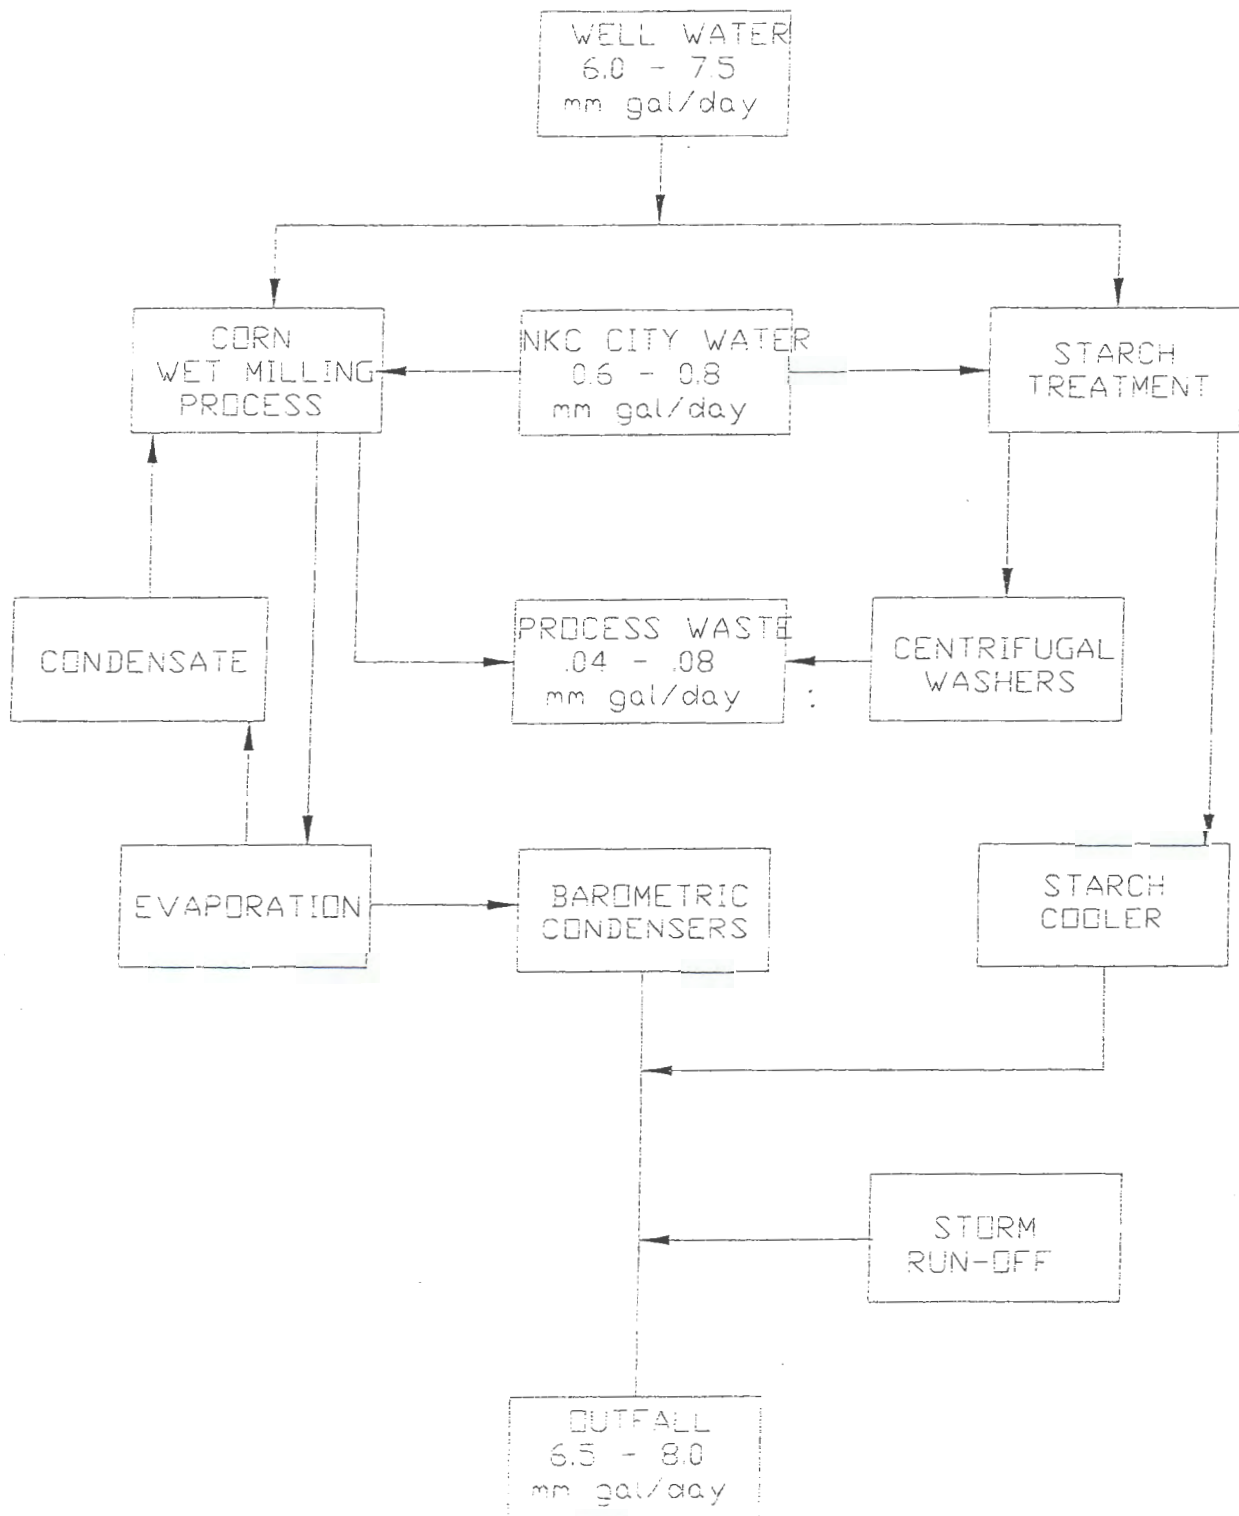 WELL WATER
6.0 - 7.5
mm gal/day
CORN
WET MILLING
PROCESS
NKC CITY WATER
0.6 - 0.8
mm gal/day
STARCH
TREATMENT
CONDENSATE
PROCESS WASTE
.04 - .08
mm gal/day
CENTRIFUGAL
WASHERS
EVAPORATION
BAROMETRIC
CONDENSERS
STARCH
COOLER
STORM
RUN-OFF
OUTFALL
6.5 - 8.0
mm gal/day